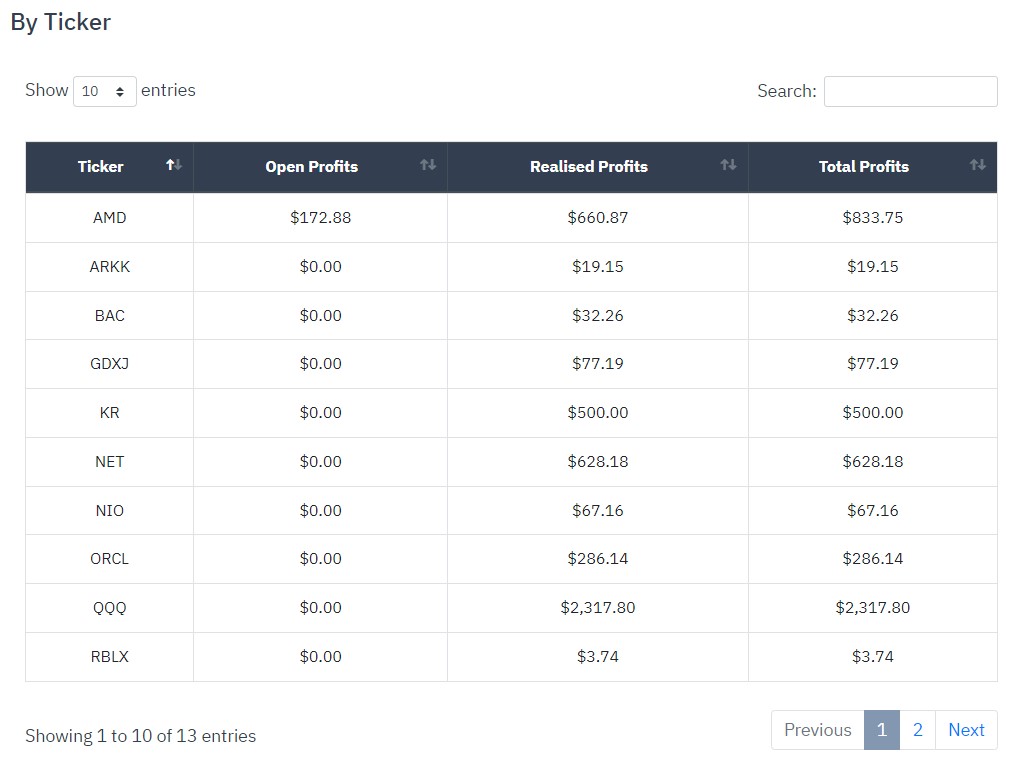 By Ticker
Show 10 entries Search:
Ticker Open Profits Realised Profits Total Profits
AMD $172.88 $660.87 $833.75
ARKK $0.00 $19.15 $19.15
BAC $0.00 $32.26 $32.26
GDXJ $0.00 $77.19 $77.19
KR $0.00 $500.00 $500.00
NET $0.00 $628.18 $628.18
NIO $0.00 $67.16 $67.16
ORCL $0.00 $286.14 $286.14
QQQ $0.00 $2,317.80 $2,317.80
RBLX $0.00 $3.74 $3.74
Showing 1 to 10 of 13 entries Previous 1 2 Next